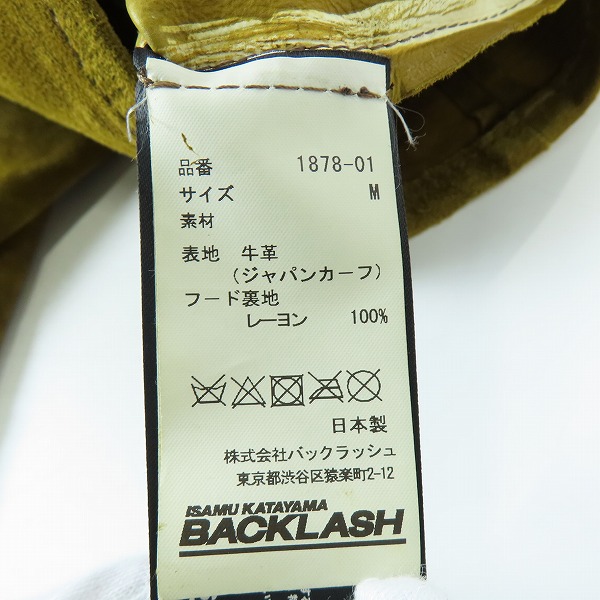 品番 1878-01
サイズ M
素材
表地 牛革
(ジャパンカーフ)
フード裏地
レーヨン 100%
日本製
株式会社バックラッシュ
東京都渋谷区猿楽町2-12
ISAMU KATAYAMA
BACKLASH